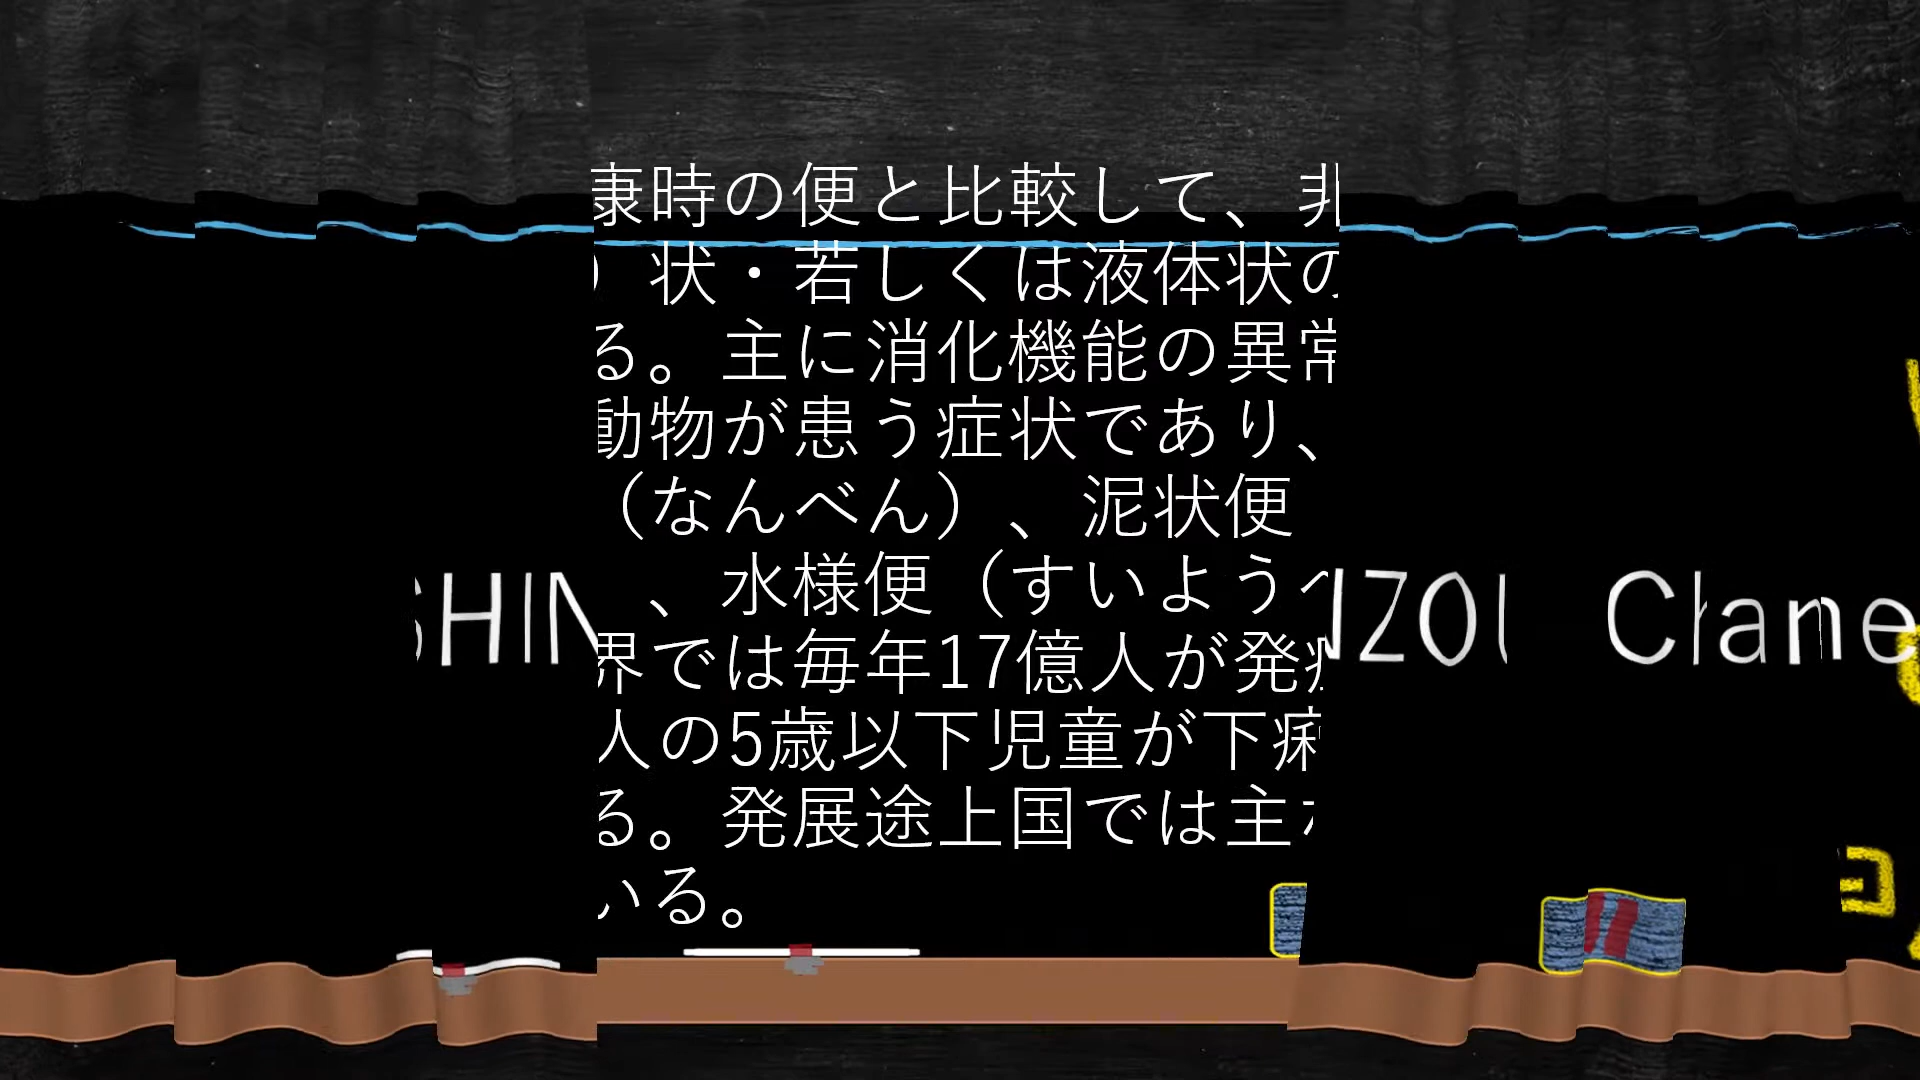 康時の便と比較して、非
）状・若しくは液体状の
る。主に消化機能の異常
動物が患う症状であり、
（なんべん）、泥状便
、水様便（すいようべ
SHIN
NZOU Clane
界では毎年17億人が発病
人の5歳以下児童が下痢
る。発展途上国では主な
いる。